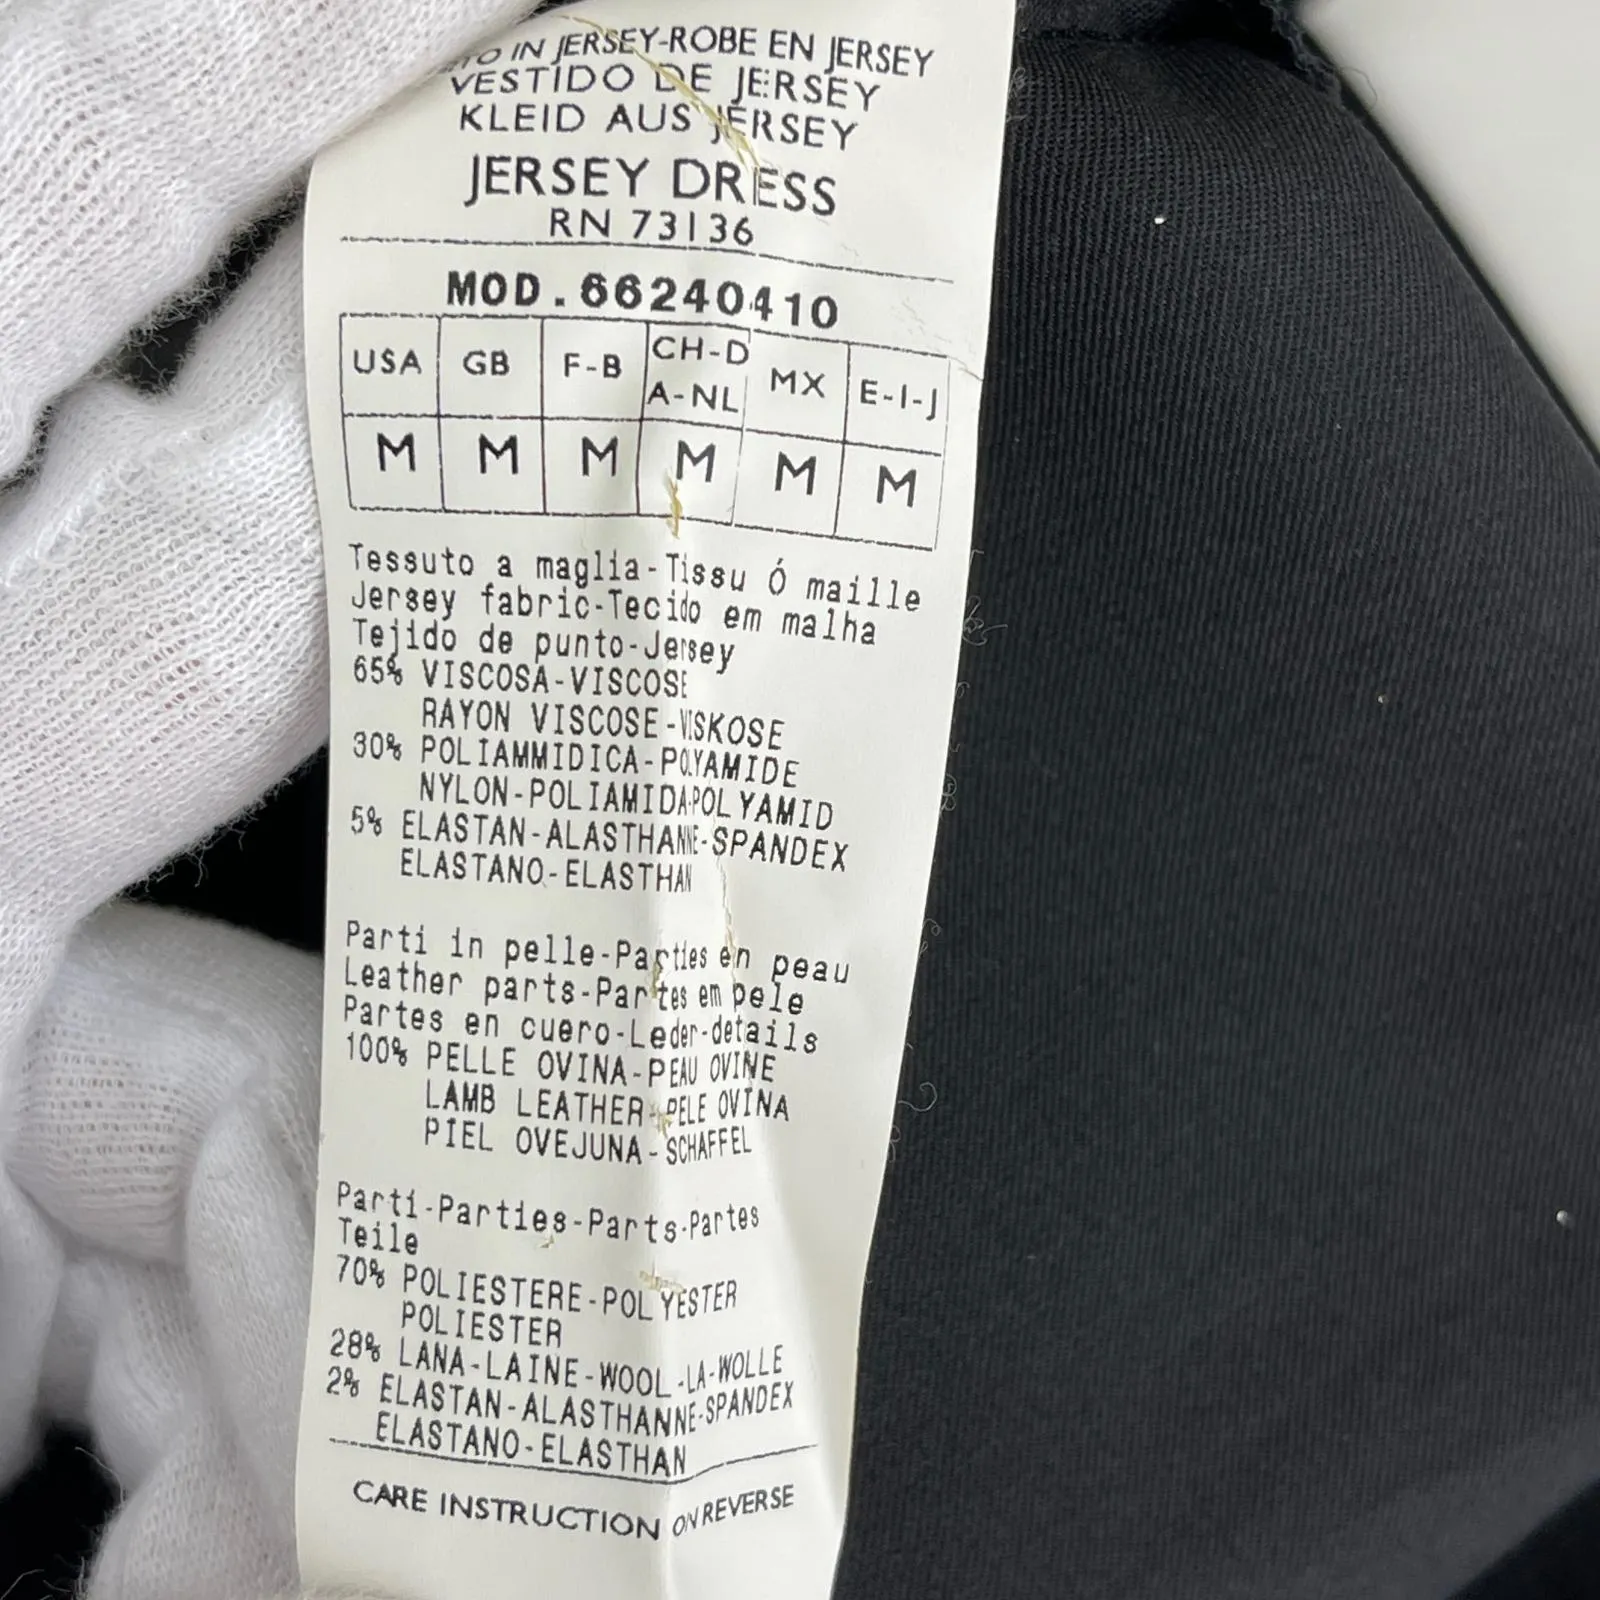 IN JERSEY-ROBE EN JERSEY
VESTIDO DE JERSEY
KLEID AUS JERSEY
JERSEY DRESS
RN 73136
MOD. 66240410
USA GB F-B CH-D A-NL MX E-I-J
M M M M M M
Tessuto a maglia-Tissu Ó maille
Jersey fabric-Tecido em malha
Tejido de punto-Jersey
65% VISCOSA-VISCOSE
RAYON VISCOSE-VISKOSE
30% POLIAMMIDICA-POLYAMIDE
NYLON-POLIAMIDA-POLYAMID
5% ELASTAN-ALASTHANNE-SPANDEX
ELASTANO-ELASTHAN
Parti in pelle-Parties en peau
Leather parts-Partes em pele
Partes en cuero-Leder-details
100% PELLE OVINA-PEAU OVINE
LAMB LEATHER-PELE OVINA
PIEL OVEJUNA-SCHAFFEL
Parti-Parties-Parts-Partes
Teile
70% POLIESTERE-POLYESTER
POLIESTER
28% LANA-LAINE-WOOL-LA-WOLLE
2% ELASTAN-ALASTHANNE-SPANDEX
ELASTANO-ELASTHAN
CARE INSTRUCTION ON REVERSE